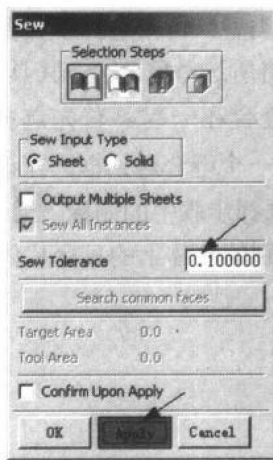 Sew
Selection Steps
Sew Input Type
Sheet Solid
Output Multiple Sheets
Sew All Instances
Sew Tolerance 0.100000
Search common faces
Target Area 0.0
Tool Area 0.0
Confirm Upon Apply
OK Apply Cancel